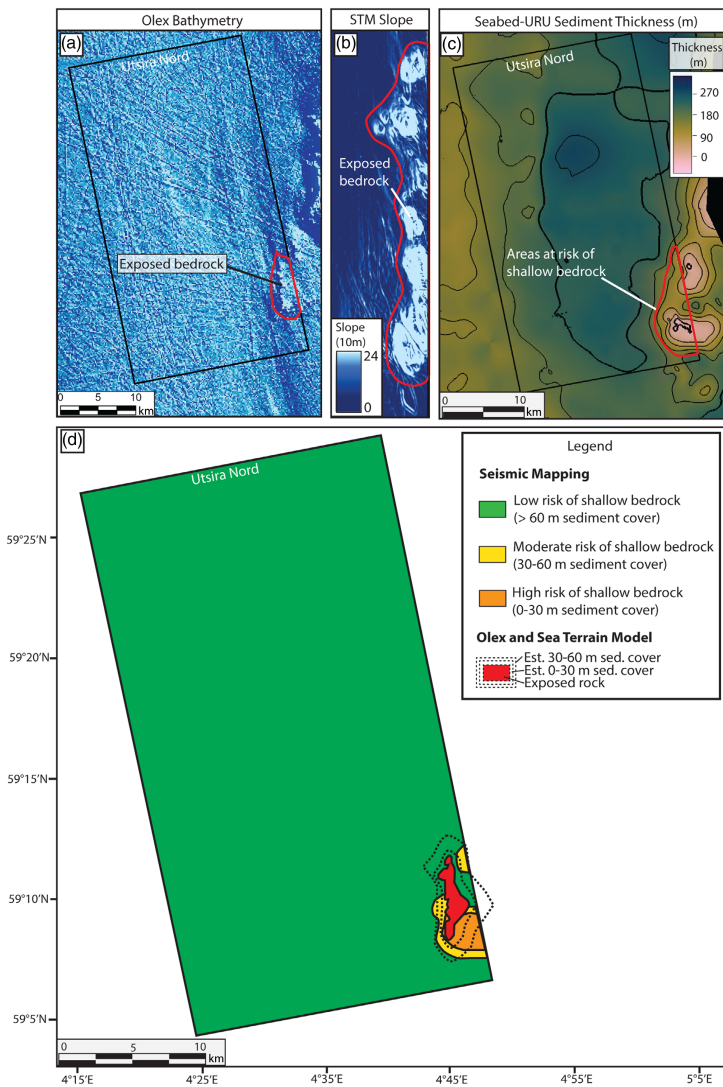 Olex Bathymetry
STM Slope
Seabed-URU Sediment Thickness (m)
(a)
Utsira Nord
Exposed bedrock
0
5
10
km
(b)
Exposed
bedrock
Slope
(10m)
24
0
(c)
Utsira Nord
Thickness
(m)
270
180
90
0
Areas at risk of
shallow bedrock
0
10
km
(d)
Utsira Nord
Legend
Seismic Mapping
Low risk of shallow bedrock
(> 60 m sediment cover)
Moderate risk of shallow bedrock
(30-60 m sediment cover)
High risk of shallow bedrock
(0-30 m sediment cover)
Olex and Sea Terrain Model
Est. 30-60 m sed. cover
Est. 0-30 m sed. cover
Exposed rock
59°25'N
59°20'N
59°15'N
59°10'N
59°5'N
0
5
10
km
4°15'E
4°25'E
4°35'E
4°45'E
4°55'E
5°5'E